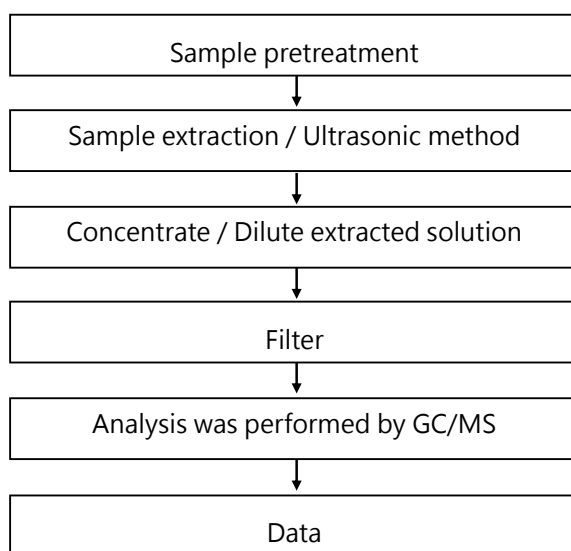 Sample pretreatment
Sample extraction / Ultrasonic method
Concentrate / Dilute extracted solution
Filter
Analysis was performed by GC/MS
Data